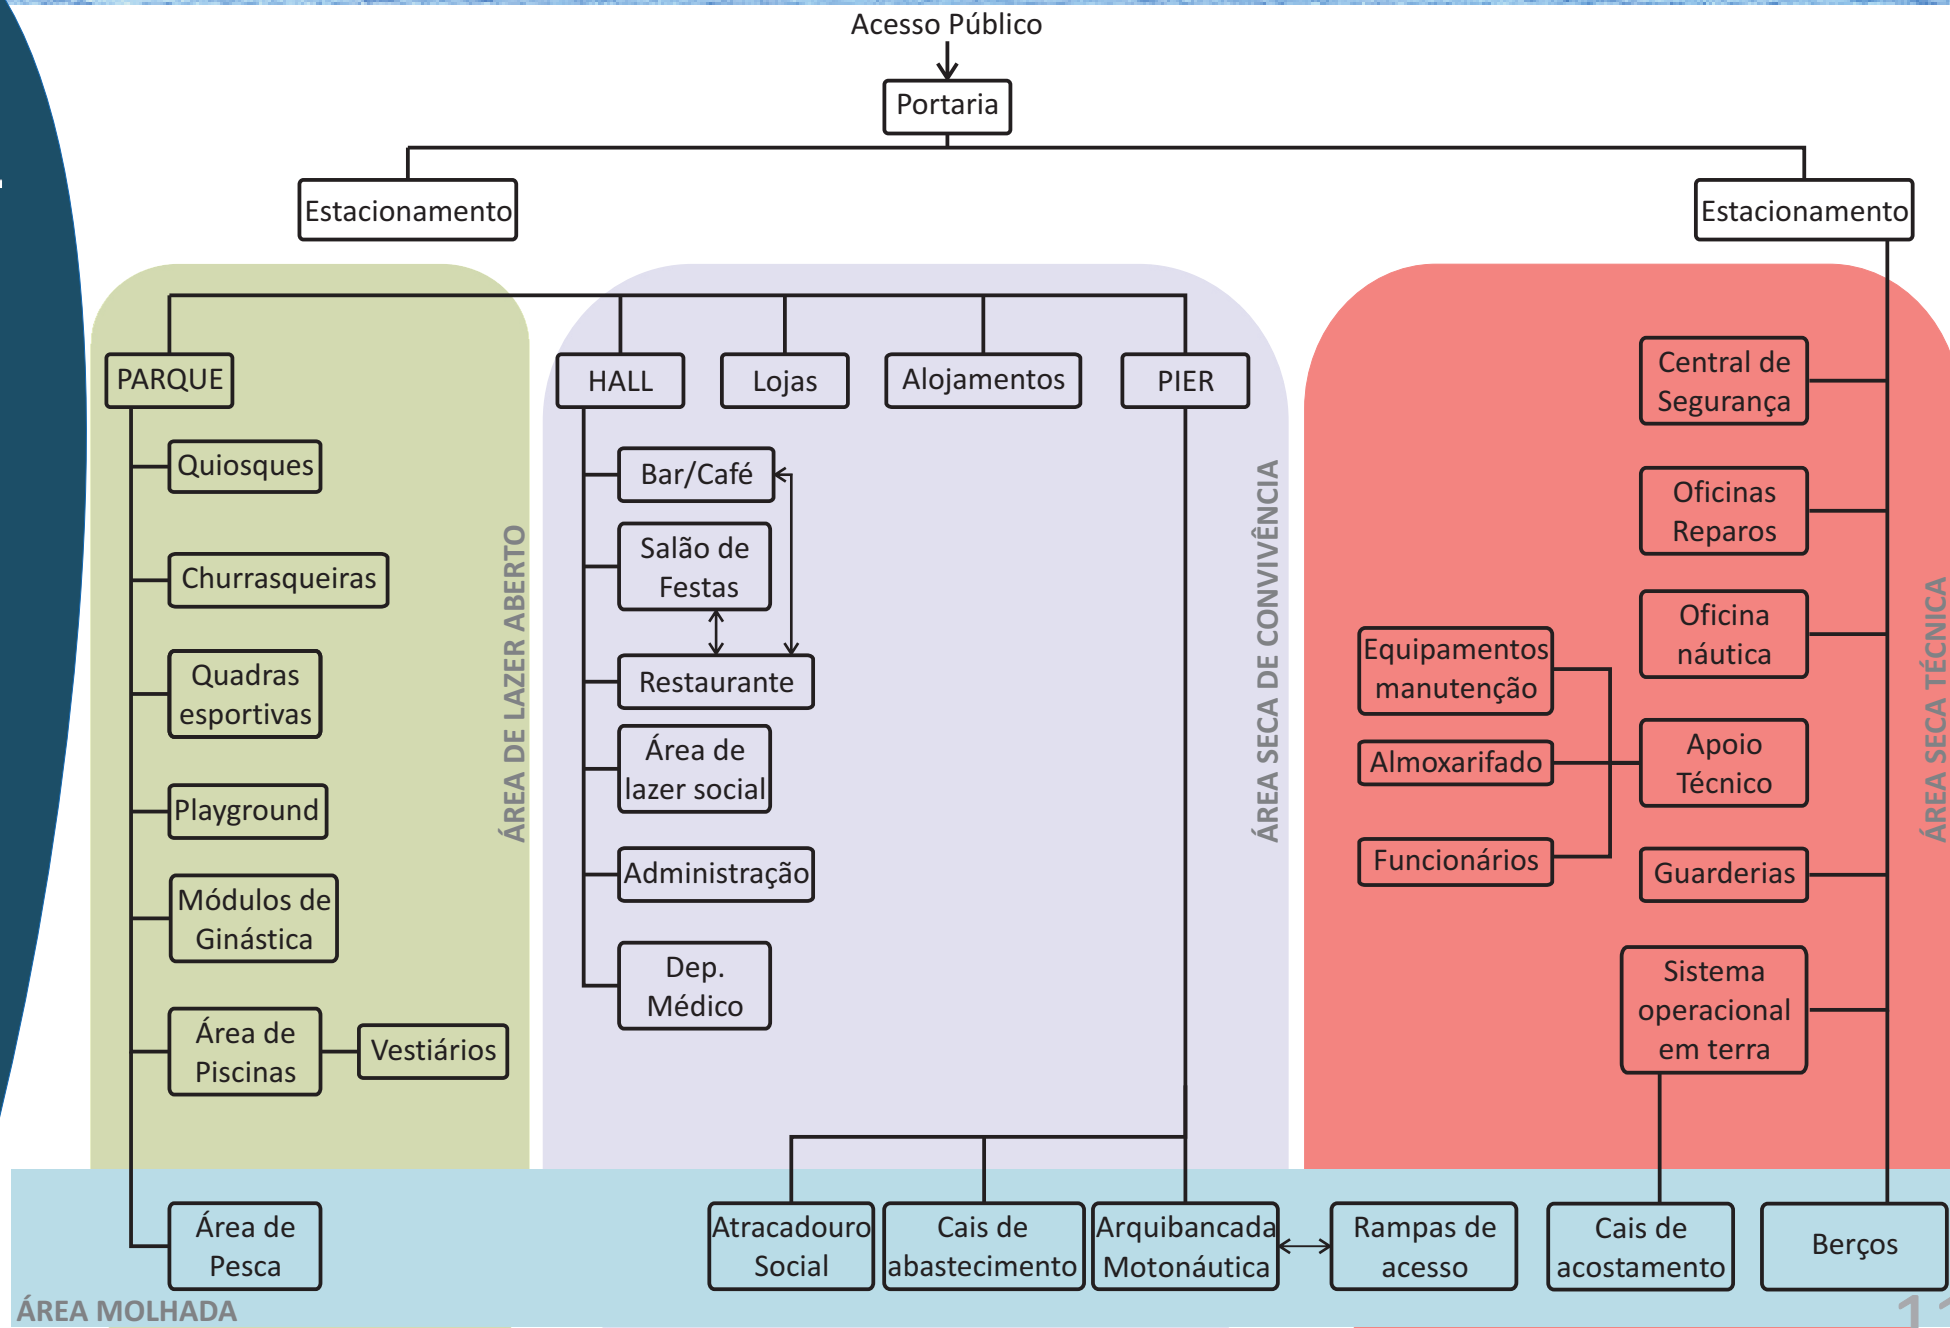 Acesso Público
Portaria
Estacionamento
Estacionamento
PARQUE
Quiosques
Churrasqueiras
Quadras
esportivas
Playground
Módulos de
Ginástica
Área de
Piscinas
Vestiários
ÁREA DE LAZER ABERTO
HALL
Lojas
Alojamentos
PIER
Bar/Café
Salão de
Festas
Restaurante
Área de
lazer social
Administração
Dep.
Médico
ÁREA SECA DE CONVIVÊNCIA
Central de
Segurança
Oficinas
Reparos
Oficina
náutica
Equipamentos
manutenção
Almoxarifado
Funcionários
Apoio
Técnico
Guarderias
Sistema
operacional
em terra
ÁREA SECA TÉCNICA
Área de
Pesca
Atracadouro
Social
Cais de
abastecimento
Arquibancada
Motonáutica
Rampas de
acesso
Cais de
acostamento
Berços
ÁREA MOLHADA